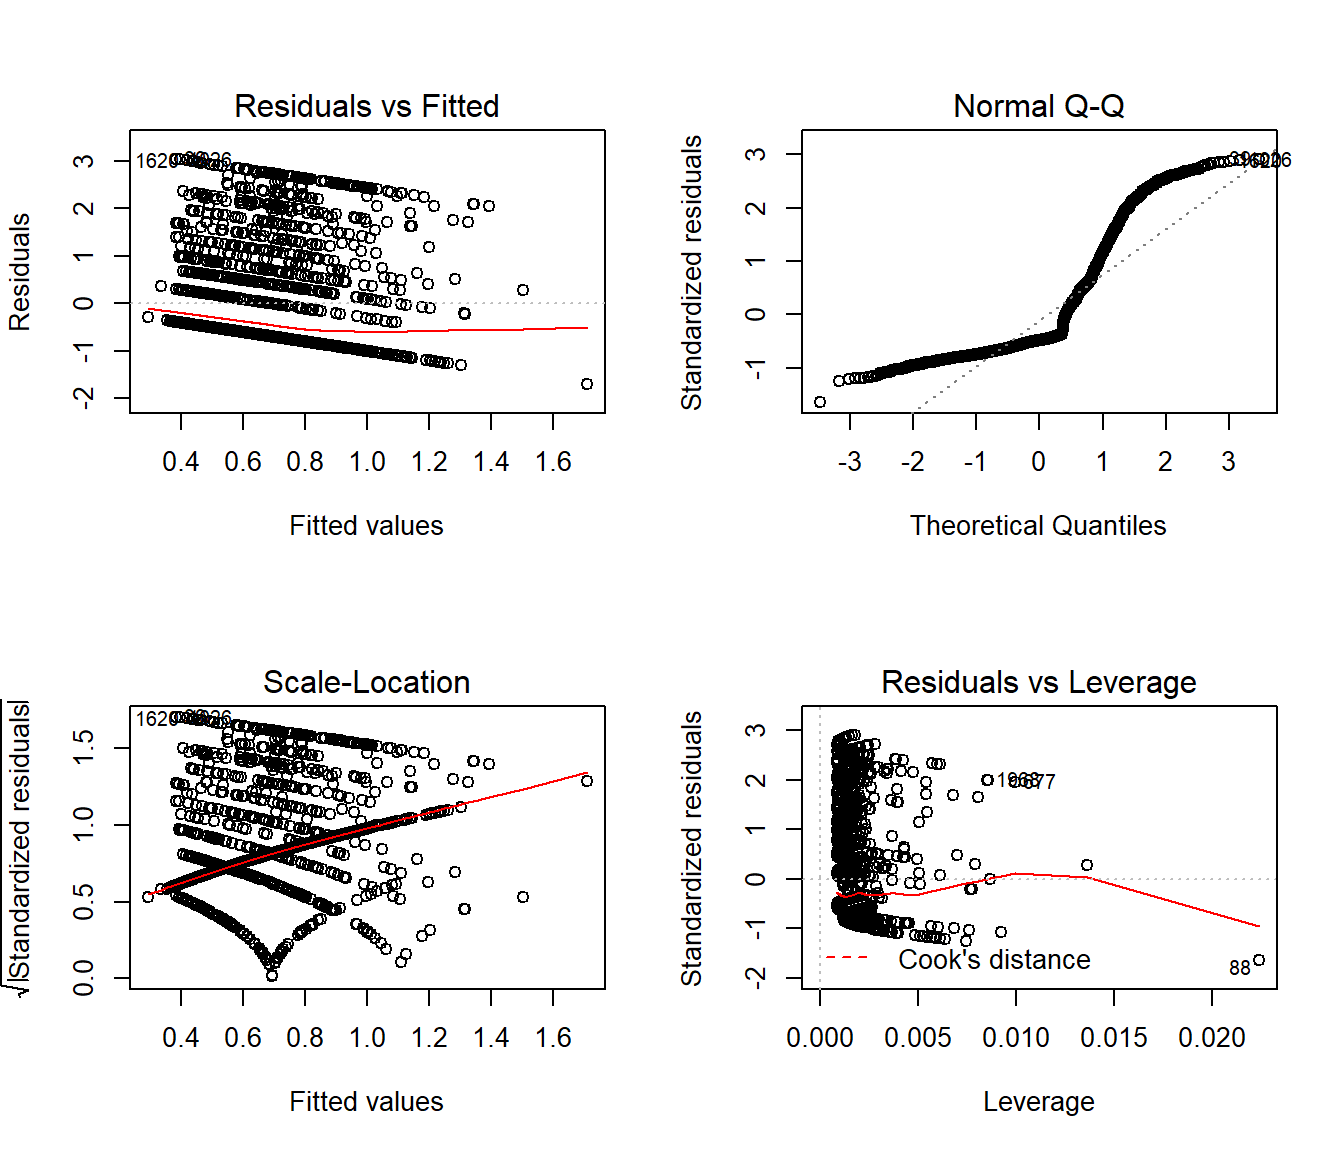 Residuals vs Fitted
Residuals
3
2
1
0
-1
-2
1620
0.4 0.6 0.8 1.0 1.2 1.4 1.6
Fitted values
Normal Q-Q
Standardized residuals
3
2
1
0
-1
-3 -2 -1 0 1 2 3
Theoretical Quantiles
Scale-Location
√|Standardized residuals|
1.5
1.0
0.5
0.0
1620
0.4 0.6 0.8 1.0 1.2 1.4 1.6
Fitted values
Residuals vs Leverage
Standardized residuals
3
2
1
0
-1
-2
Cook's distance
88
0.000 0.005 0.010 0.015 0.020
Leverage